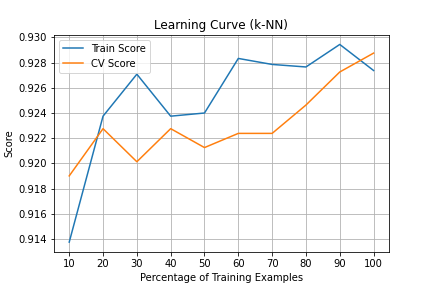 Learning Curve (k-NN)
Train Score
CV Score
Score
0.930
0.928
0.926
0.924
0.922
0.920
0.918
0.916
0.914
10 20 30 40 50 60 70 80 90 100
Percentage of Training Examples